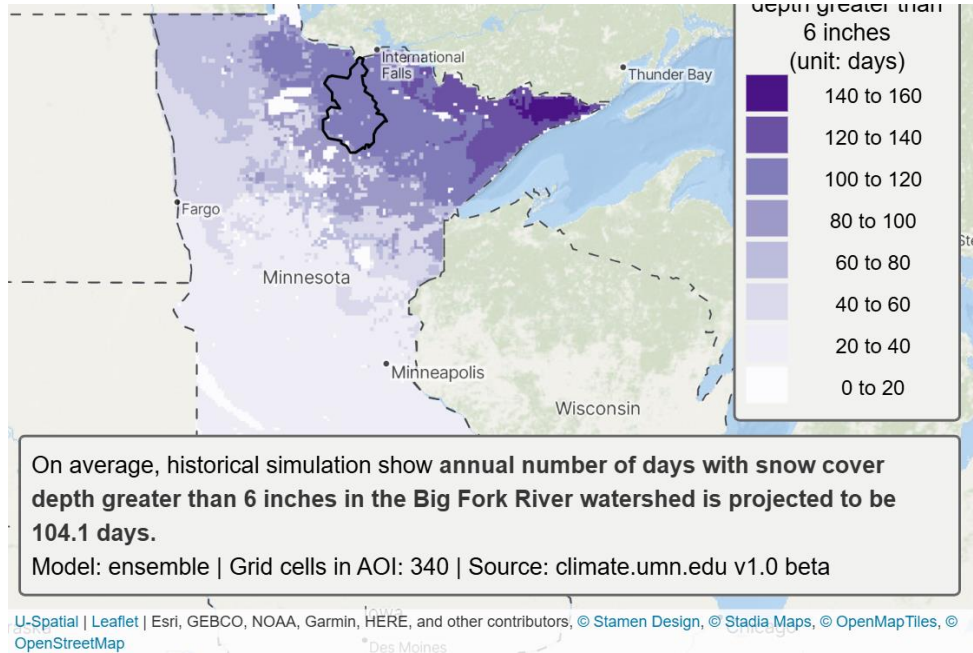 depth greater than
6 inches
(unit: days)
140 to 160
120 to 140
100 to 120
80 to 100
60 to 80
40 to 60
20 to 40
0 to 20
International
Falls
Thunder Bay
Fargo
Minnesota
Minneapolis
Wisconsin
Ste
On average, historical simulation show annual number of days with snow cover
depth greater than 6 inches in the Big Fork River watershed is projected to be
104.1 days.
Model: ensemble | Grid cells in AOI: 340 | Source: climate.umn.edu v1.0 beta
Iowa
Chicago
U-Spatial | Leaflet | Esri, GEBCO, NOAA, Garmin, HERE, and other contributors, © Stamen Design, © Stadia Maps, © OpenMapTiles, ©
OpenStreetMap
Des Moines